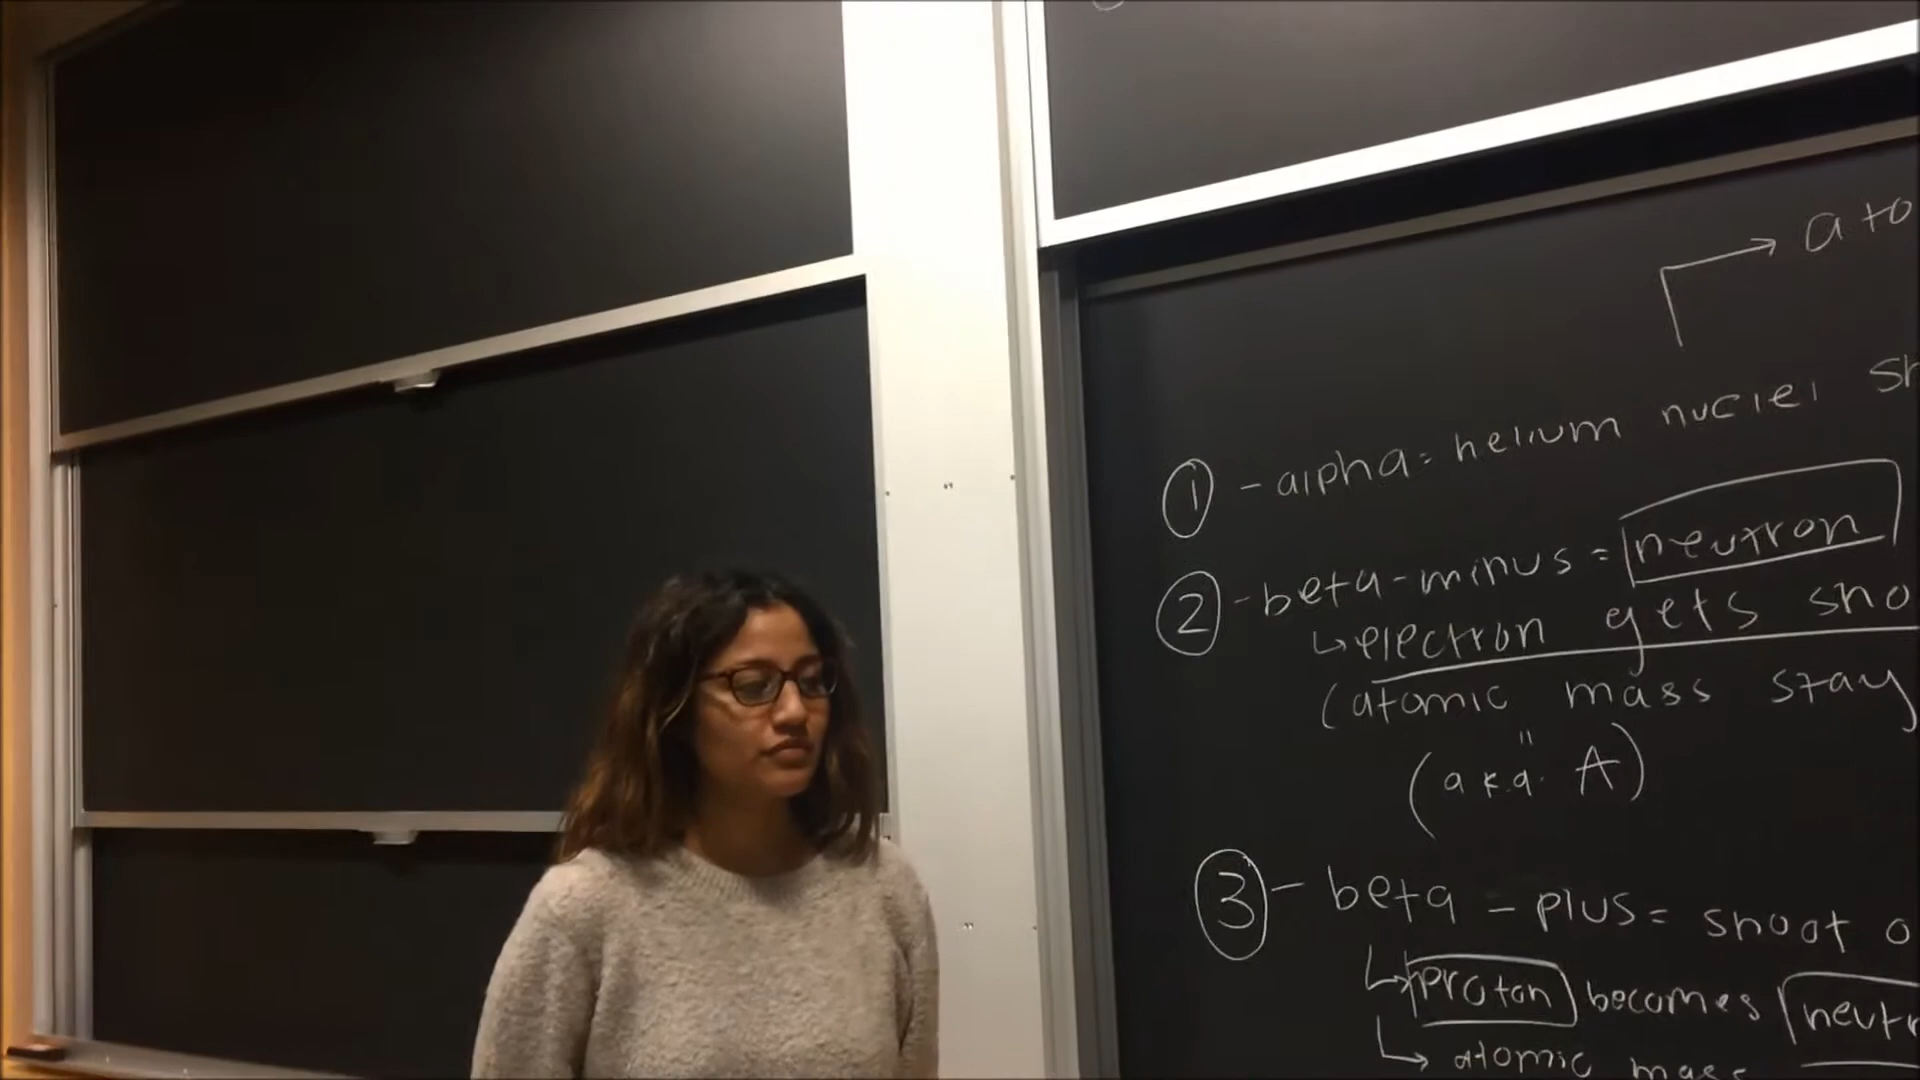 → ato
① - alpha = helium nuclei sh
② - beta-minus = neutron
↳ electron gets sho
(atomic mass stay
"
(a.k.a. A)
③ - beta - plus = shoot o
↳ proton becomes neutr
↳ atomic mass